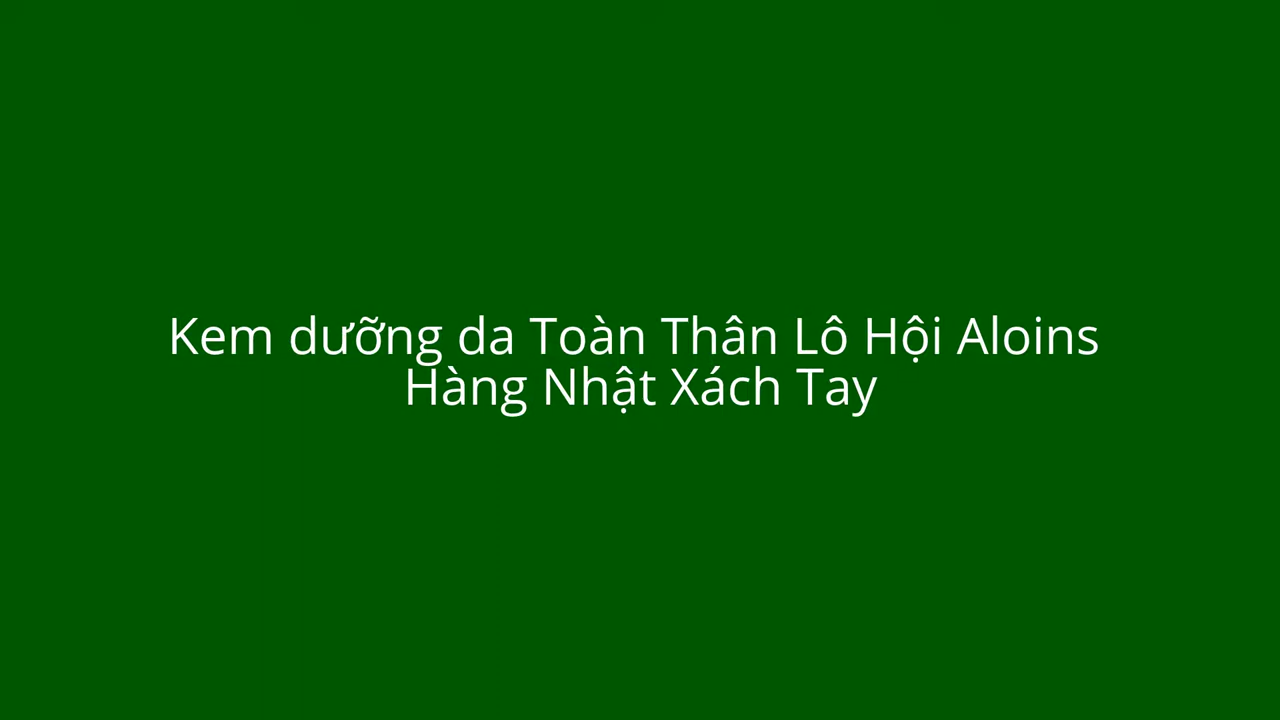 Kem dưỡng da Toàn Thân Lô Hội Aloins
Hàng Nhật Xách Tay